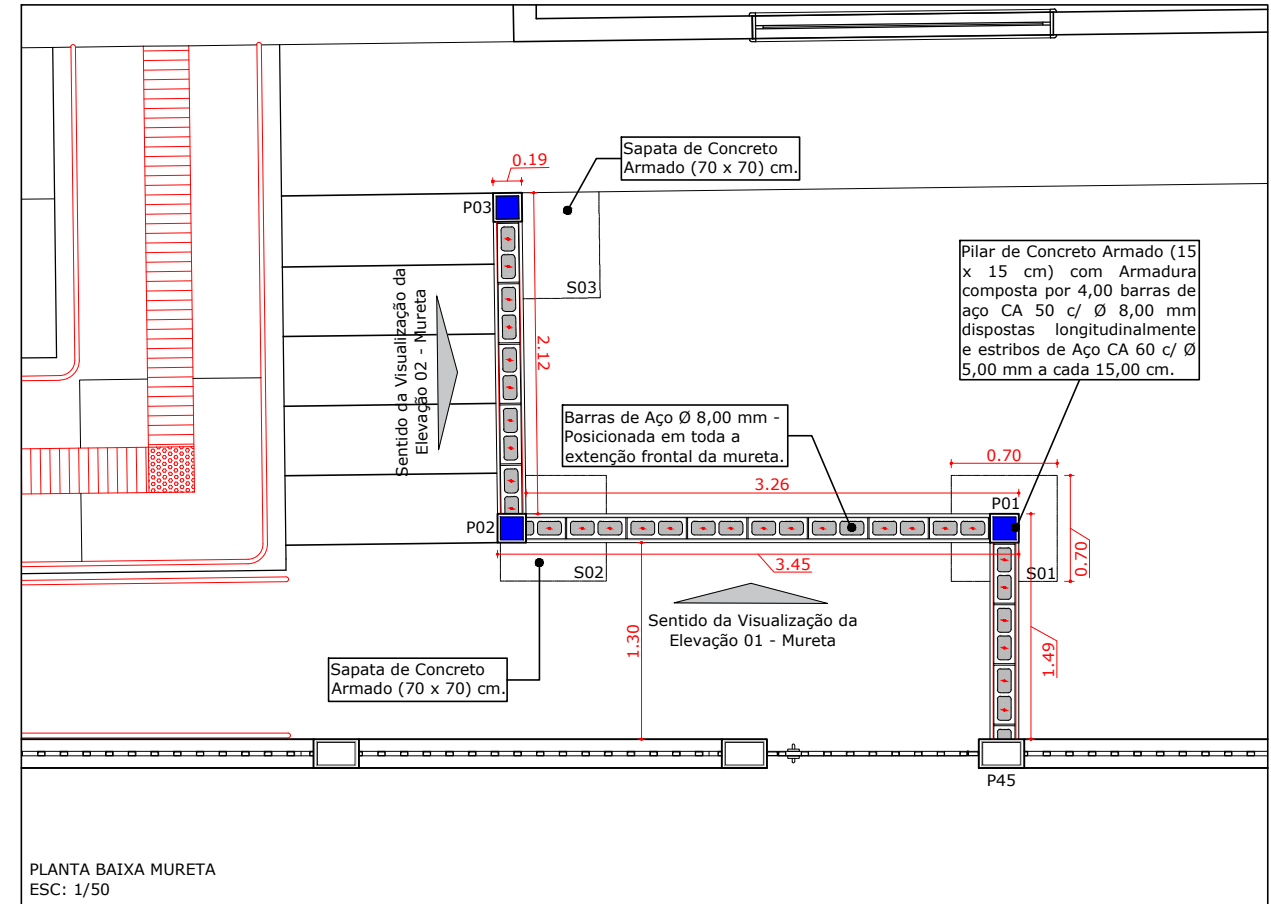 Sapata de Concreto
Armado (70 x 70) cm.
0.19
P03
Pilar de Concreto Armado (15
x 15 cm) com Armadura
composta por 4,00 barras de
aço CA 50 c/ Ø 8,00 mm
dispostas longitudinalmente
e estribos de Aço CA 60 c/ Ø
5,00 mm a cada 15,00 cm.
S03
Sentido da Visualização da
Elevação 02 - Mureta
2.12
Barras de Aço Ø 8,00 mm -
Posicionada em toda a
extenção frontal da mureta.
0.70
3.26
P01
P02
0.70
3.45
S02
S01
Sentido da Visualização da
Elevação 01 - Mureta
1.30
1.49
Sapata de Concreto
Armado (70 x 70) cm.
P45
PLANTA BAIXA MURETA
ESC: 1/50